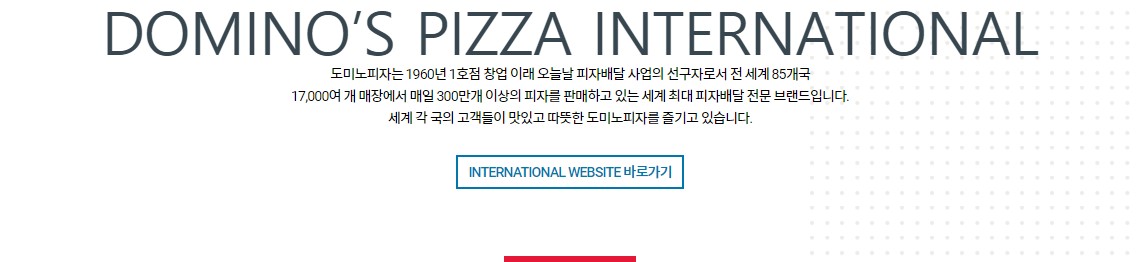 DOMINO’S PIZZA INTERNATIONAL
도미노피자는 1960년 1호점 창업 이래 오늘날 피자배달 사업의 선구자로서 전 세계 85개국
17,000여 개 매장에서 매일 300만개 이상의 피자를 판매하고 있는 세계 최대 피자배달 전문 브랜드입니다.
세계 각 국의 고객들이 맛있고 따뜻한 도미노피자를 즐기고 있습니다.
INTERNATIONAL WEBSITE 바로가기